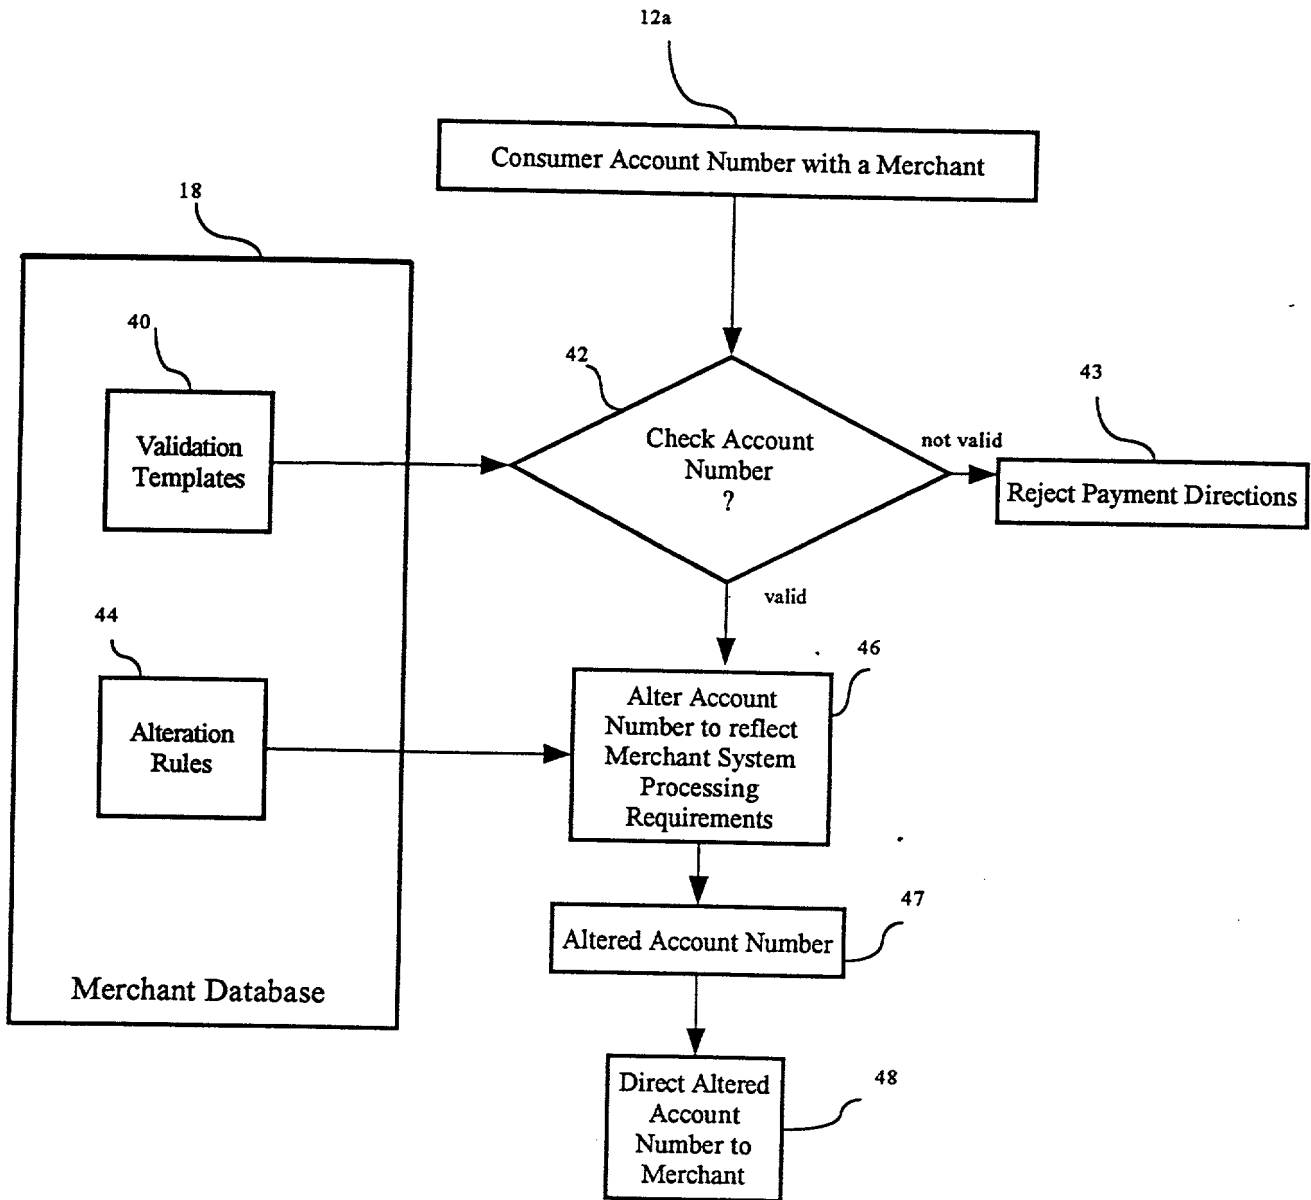 12a
Consumer Account Number with a Merchant
18
40
Validation
Templates
42
Check Account
Number
?
not valid
43
Reject Payment Directions
valid
44
Alteration
Rules
46
Alter Account
Number to reflect
Merchant System
Processing
Requirements
47
Altered Account Number
Merchant Database
48
Direct Altered
Account
Number to
Merchant